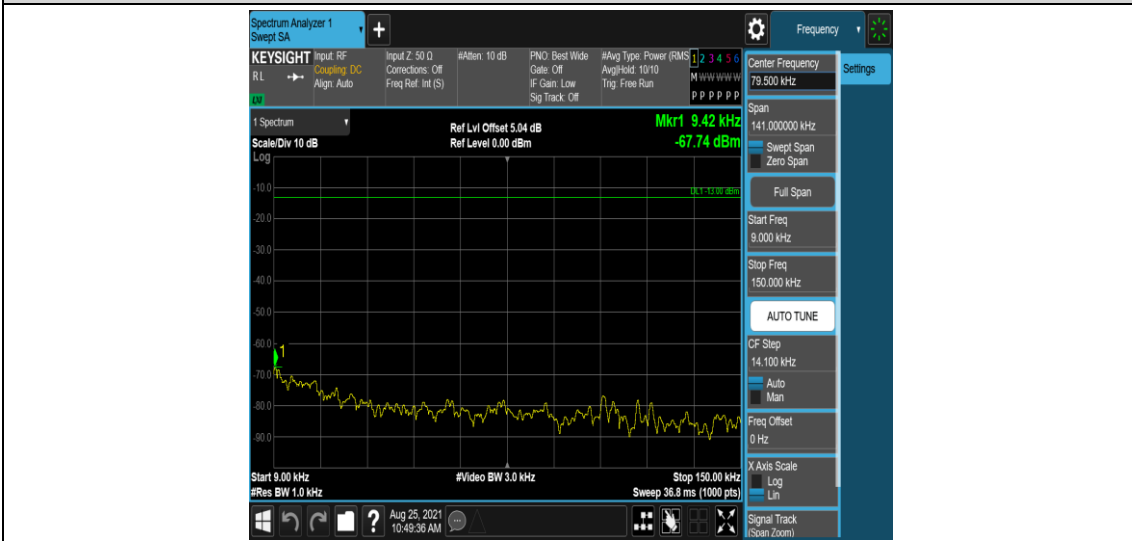 Spectrum Analyzer 1
Swept SA
+
Frequency
KEYSIGHT
RL
LXI
Input: RF
Coupling: DC
Align: Auto
Input Z: 50 Ω
Corrections: Off
Freq Ref: Int (S)
#Atten: 10 dB
PNO: Best Wide
Gate: Off
IF Gain: Low
Sig Track: Off
#Avg Type: Power (RMS
Avg|Hold: 10/10
Trig: Free Run
1 2 3 4 5 6
M W W W W W
P P P P P P
1 Spectrum
Scale/Div 10 dB
Log
Ref Lvl Offset 5.04 dB
Ref Level 0.00 dBm
Mkr1 9.42 kHz
-67.74 dBm
DL1 -13.00 dBm
-10.0
-20.0
-30.0
-40.0
-50.0
-60.0
1
-70.0
-80.0
-90.0
Start 9.00 kHz
#Res BW 1.0 kHz
#Video BW 3.0 kHz
Stop 150.00 kHz
Sweep 36.8 ms (1000 pts)
?
Aug 25, 2021
10:49:36 AM
Center Frequency
79.500 kHz
Settings
Span
141.000000 kHz
Swept Span
Zero Span
Full Span
Start Freq
9.000 kHz
Stop Freq
150.000 kHz
AUTO TUNE
CF Step
14.100 kHz
Auto
Man
Freq Offset
0 Hz
X Axis Scale
Log
Lin
Signal Track
(Span Zoom)